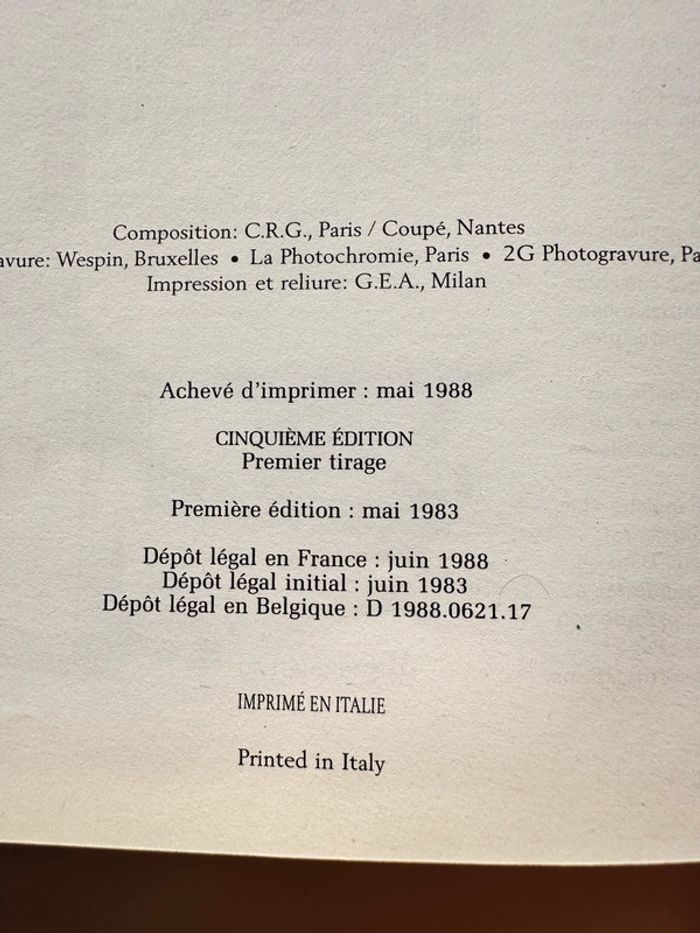 Composition: C.R.G., Paris / Coupé, Nantes
Wespin, Bruxelles • La Photochromie, Paris • 2G Photogravure,
Impression et reliure: G.E.A., Milan
Achevé d'imprimer : mai 1988
CINQUIÈME ÉDITION
Premier tirage
Première édition : mai 1983
Dépôt légal en France : juin 1988
Dépôt légal initial : juin 1983
Dépôt légal en Belgique : D 1988.0621.17
IMPRIMÉ EN ITALIE
Printed in Italy